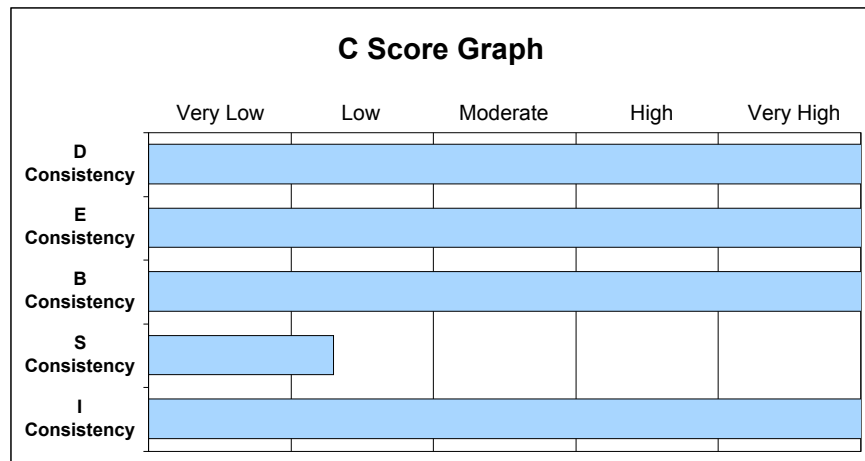 C Score Graph
Very Low Low Moderate High Very High
D
Consistency
E
Consistency
B
Consistency
S
Consistency
I
Consistency